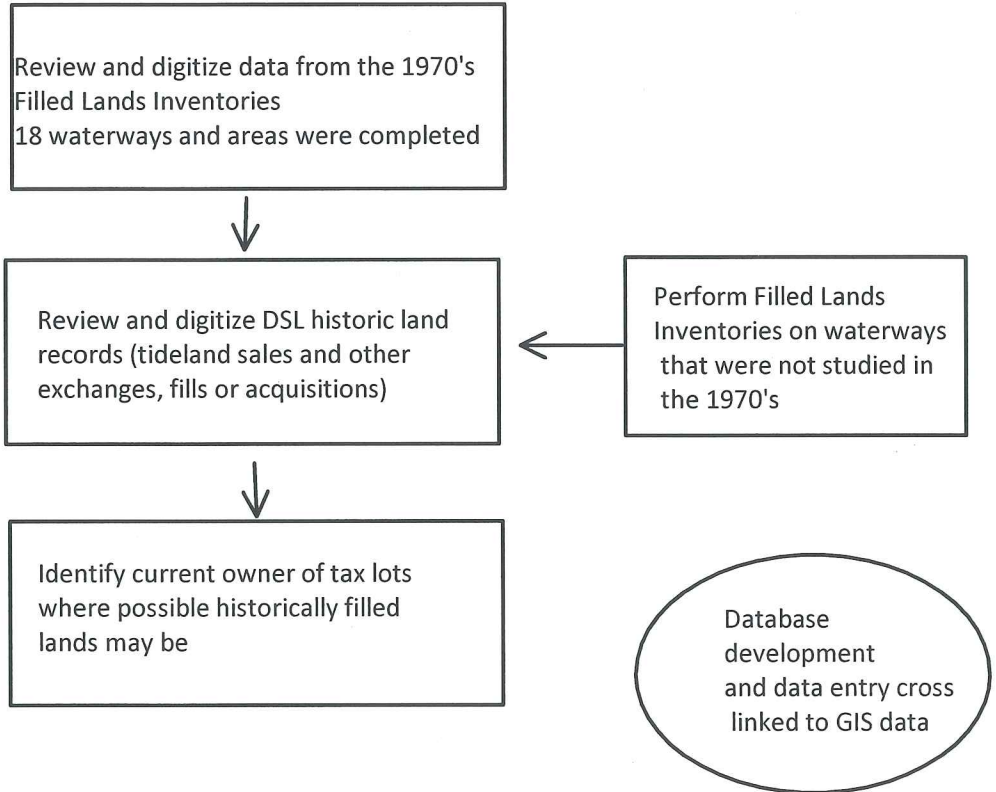 Review and digitize data from the 1970's
Filled Lands Inventories
18 waterways and areas were completed
Review and digitize DSL historic land
records (tideland sales and other
exchanges, fills or acquisitions)
Perform Filled Lands
Inventories on waterways
that were not studied in
the 1970's
Identify current owner of tax lots
where possible historically filled
lands may be
Database
development
and data entry cross
linked to GIS data